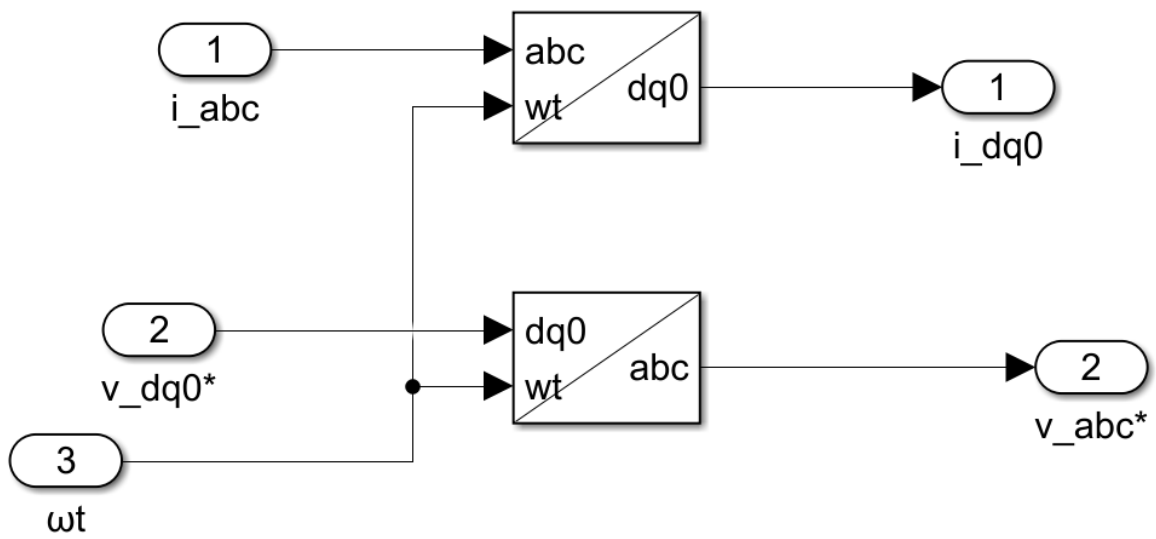 1
i_abc
abc
wt
dq0
1
i_dq0
2
v_dq0*
dq0
wt
abc
2
v_abc*
3
ωt